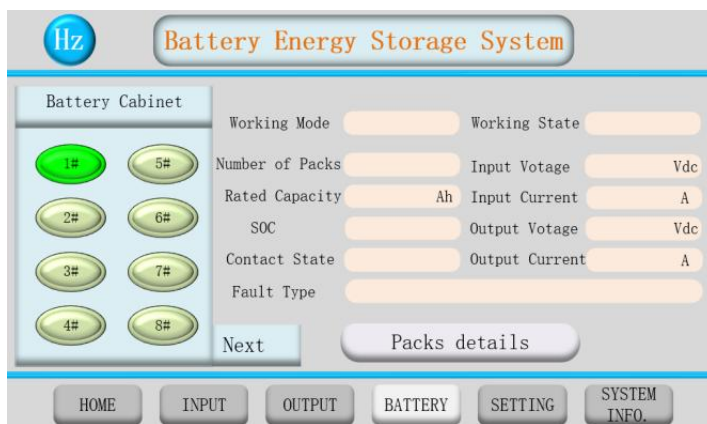 Hz
Battery Energy Storage System
Battery Cabinet
1# 5#
2# 6#
3# 7#
4# 8#
Next
Working Mode Working State
Number of Packs Input Votage Vdc
Rated Capacity Ah Input Current A
SOC Output Votage Vdc
Contact State Output Current A
Fault Type
Packs details
HOME INPUT OUTPUT BATTERY SETTING SYSTEM
INFO.